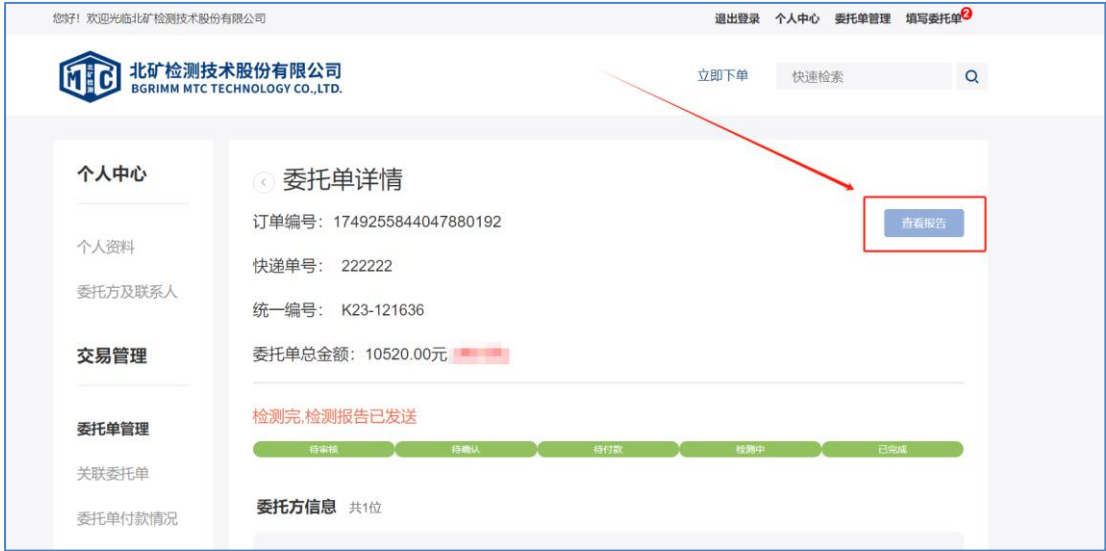 您好！欢迎光临北矿检测技术股份有限公司
退出登录 个人中心 委托单管理 填写委托单 2
MTC 北矿检测
北矿检测技术股份有限公司
BGRIMM MTC TECHNOLOGY CO.,LTD.
立即下单 快速检索
个人中心
个人资料
委托方及联系人
交易管理
委托单管理
关联委托单
委托单付款情况
委托单详情
查看报告
订单编号：1749255844047880192
快递单号： 222222
统一编号： K23-121636
委托单总金额：10520.00元
检测完,检测报告已发送
待审核 待确认 待付款 检测中 已完成
委托方信息 共1位